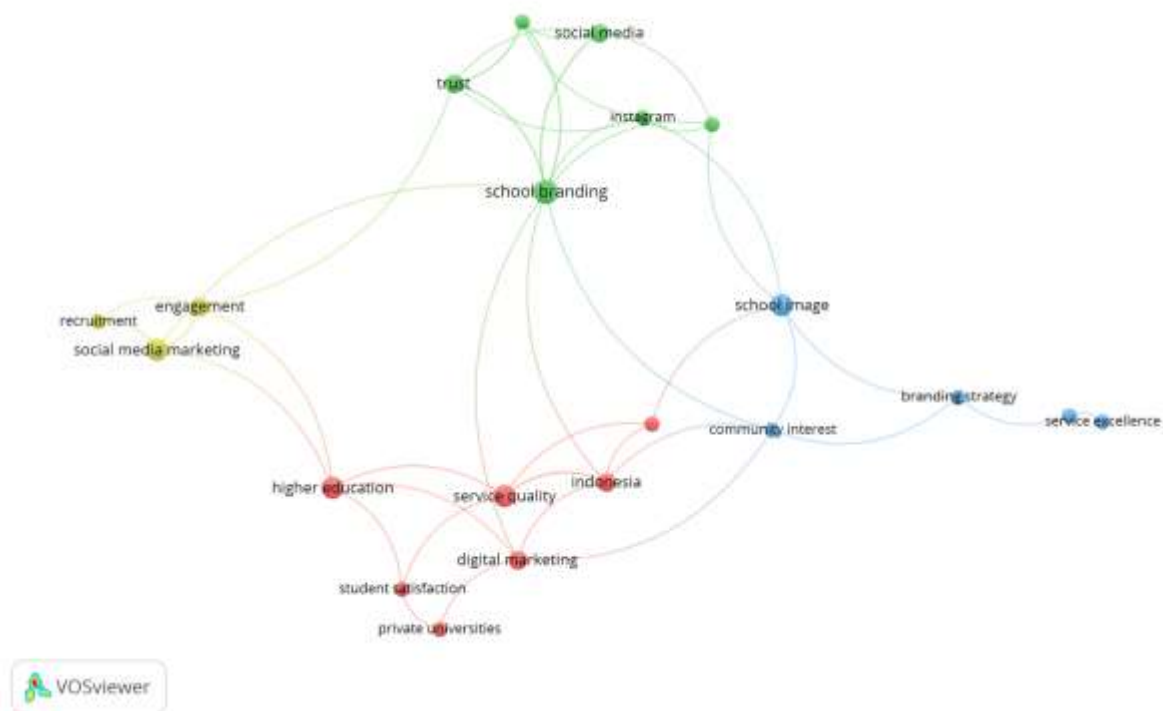 social media
trust
instagram
school branding
school image
engagement
recruitment
social media marketing
branding strategy
service excellence
community interest
higher education
service quality
indonesia
digital marketing
student satisfaction
private universities
VOSviewer